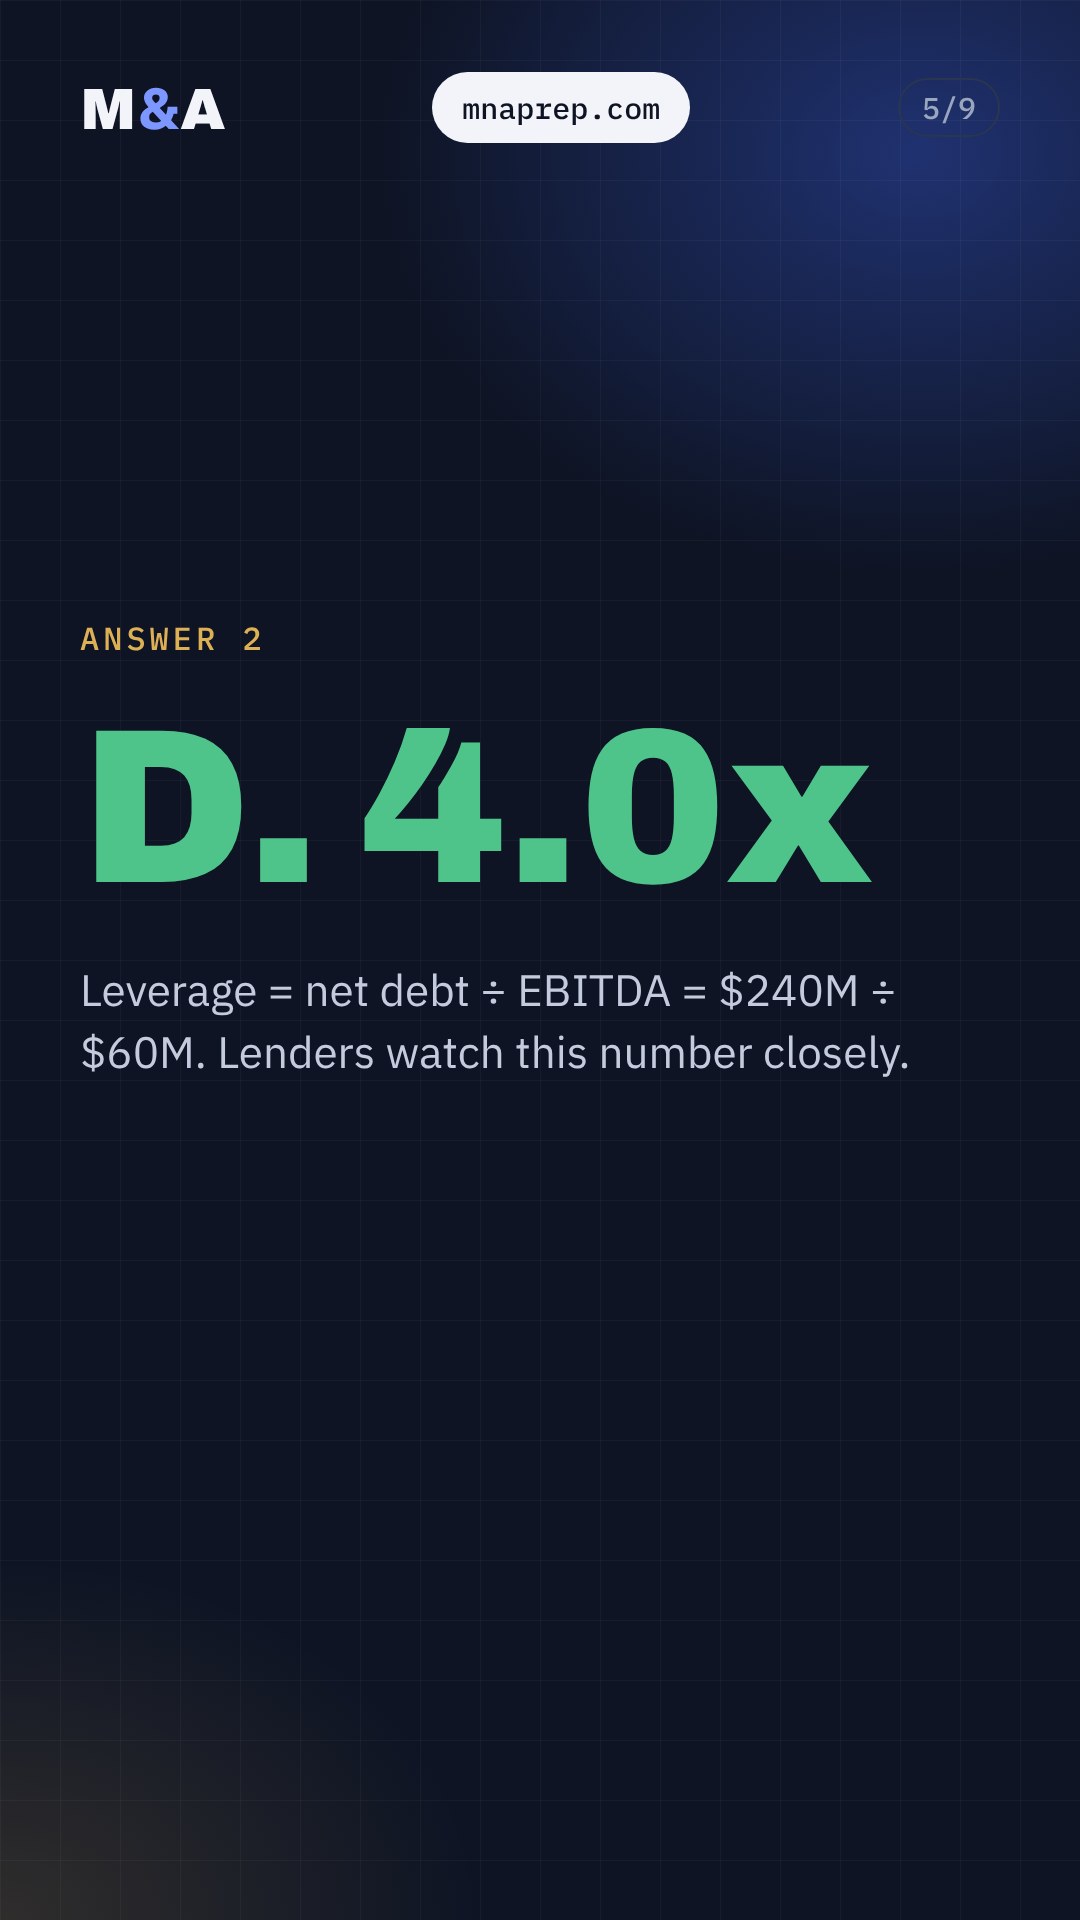 M&A
mnaprep.com
5/9
ANSWER 2
D. 4.0x
Leverage = net debt ÷ EBITDA = $240M ÷
$60M. Lenders watch this number closely.